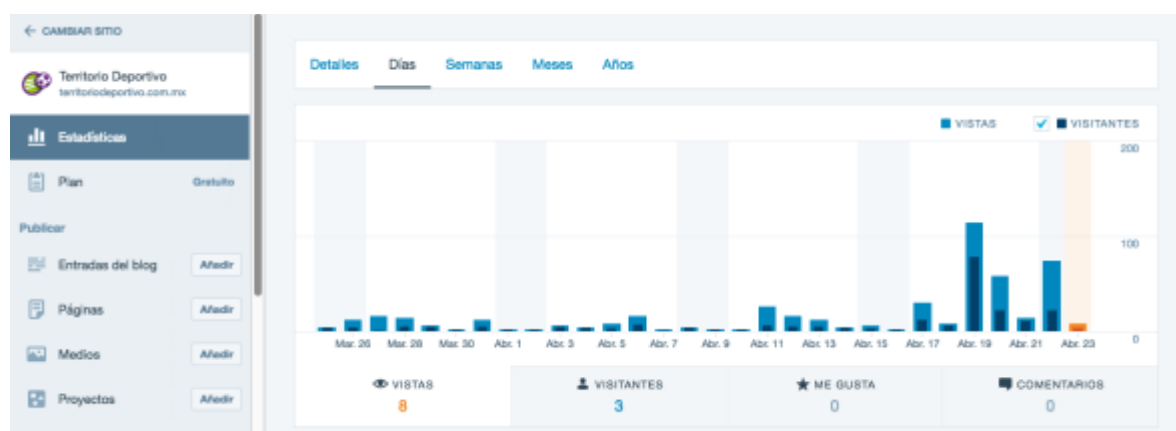 ← CAMBIAR SITIO
Territorio Deportivo
territoriodeportivo.com.mx
Estadísticas
Plan Gratuito
Publicar
Entradas del blog Añadir
Páginas Añadir
Medios Añadir
Proyectos Añadir
Detalles Días Semanas Meses Años
VISTAS VISITANTES
200
100
0
Mar. 26 Mar. 28 Mar. 30 Abr. 1 Abr. 3 Abr. 5 Abr. 7 Abr. 9 Abr. 11 Abr. 13 Abr. 15 Abr. 17 Abr. 19 Abr. 21 Abr. 23
VISTAS VISITANTES ME GUSTA COMENTARIOS
8 3 0 0